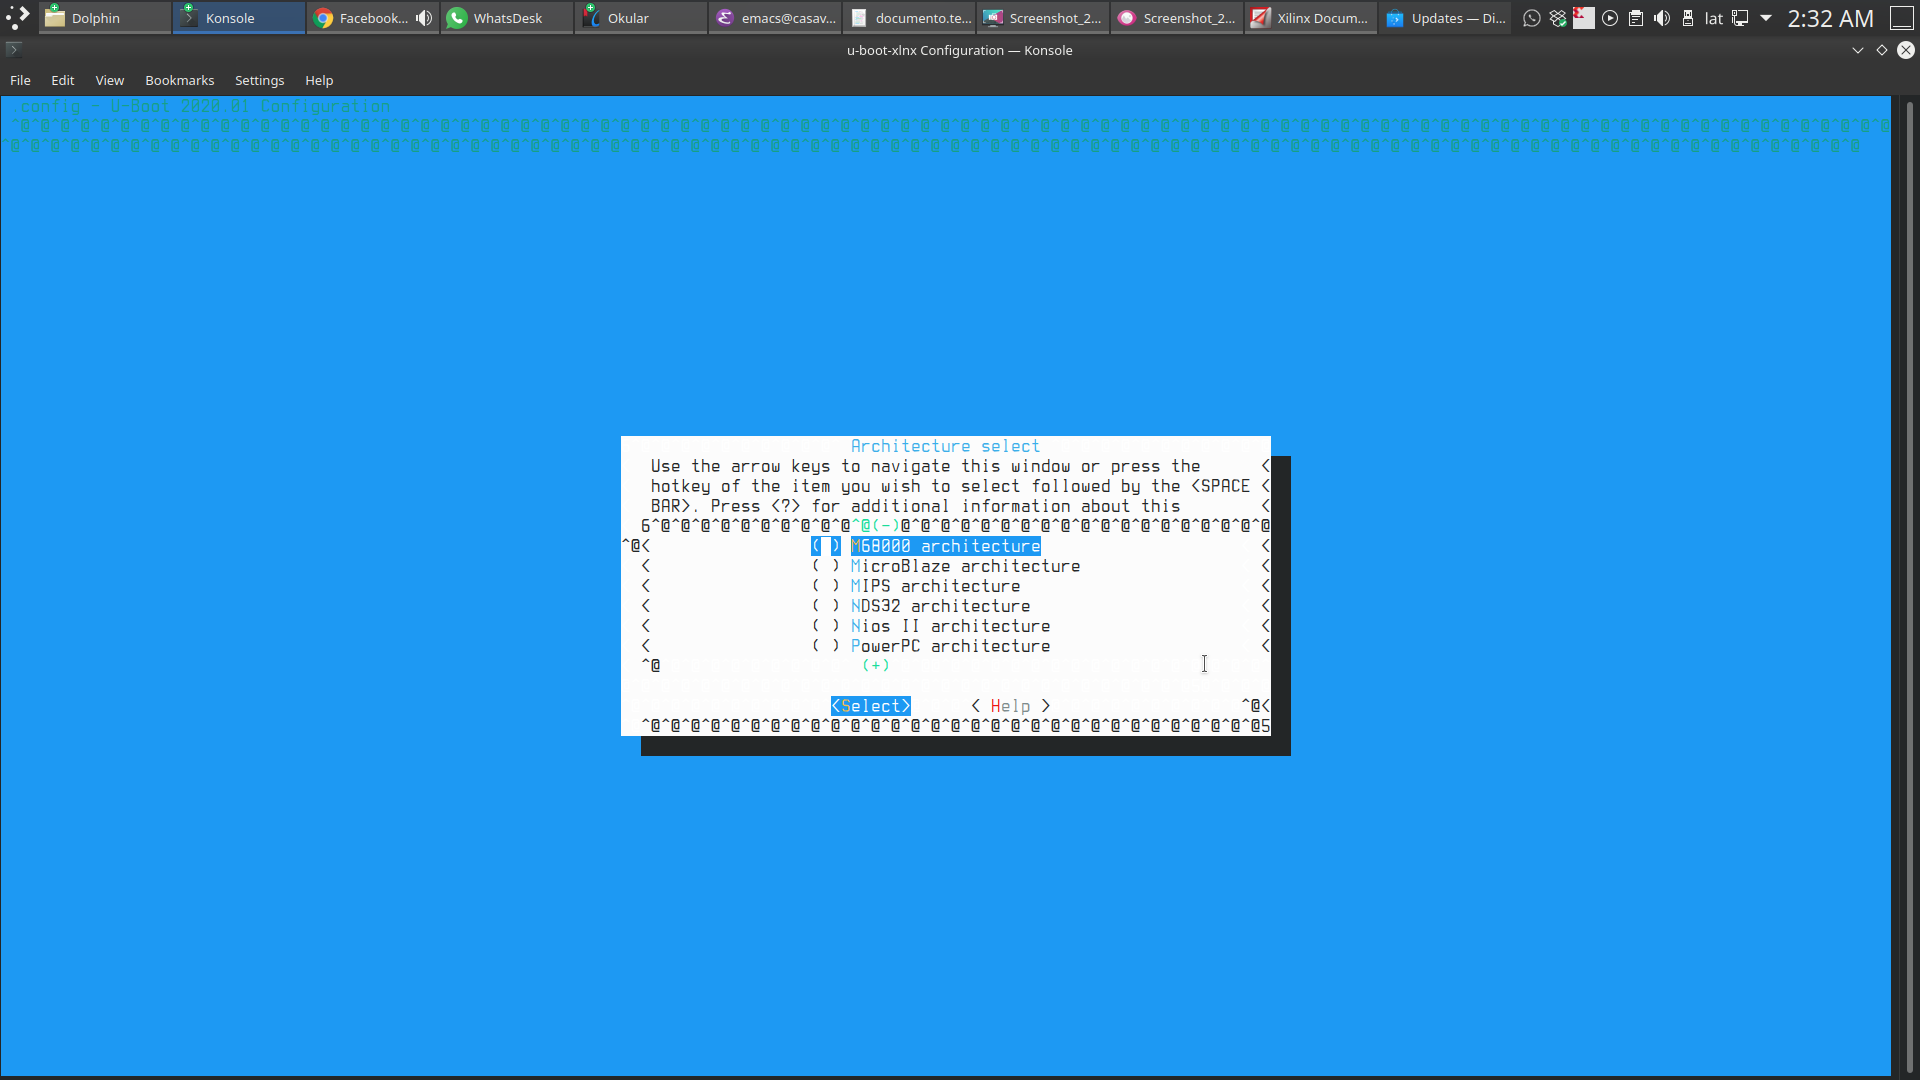 Dolphin Konsole Facebook... WhatsDesk Okular emacs@casav... documento.te... Screenshot_2... Screenshot_2... Xilinx Docum... Updates — Di... lat 2:32 AM
u-boot-xlnx Configuration — Konsole
File Edit View Bookmarks Settings Help
.config - U-Boot 2020.01 Configuration
Architecture select
Use the arrow keys to navigate this window or press the <
hotkey of the item you wish to select followed by the <SPACE <
BAR>. Press <?> for additional information about this <
6^@^@^@^@^@^@^@^@^@^@^@(-)@^@^@^@^@^@^@^@^@^@^@^@^@^@^@^@^@^@^@
^@< ( ) M68000 architecture <
< ( ) MicroBlaze architecture <
< ( ) MIPS architecture <
< ( ) NDS32 architecture <
< ( ) Nios II architecture <
< ( ) PowerPC architecture <
^@ (+)
<Select> < Help > ^@<
^@^@^@^@^@^@^@^@^@^@^@^@^@^@^@^@^@^@^@^@^@^@^@^@^@^@^@^@^@^@^@5